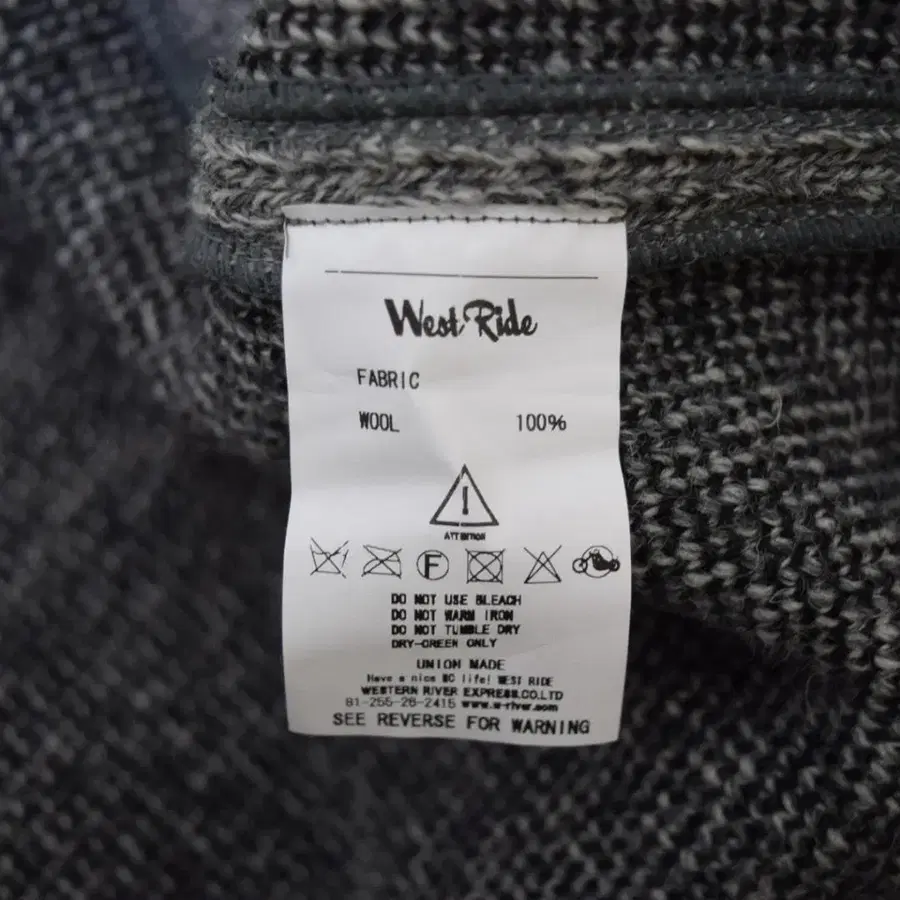 West Ride
FABRIC
WOOL 100%
ATTENTION
F
DO NOT USE BLEACH
DO NOT WARM IRON
DO NOT TUMBLE DRY
DRY-GREEN ONLY
UNION MADE
Have a nice MC life! WEST RIDE
WESTERN RIVER EXPRESS.CO.LTD
81-255-26-2415 www.w-river.com
SEE REVERSE FOR WARNING